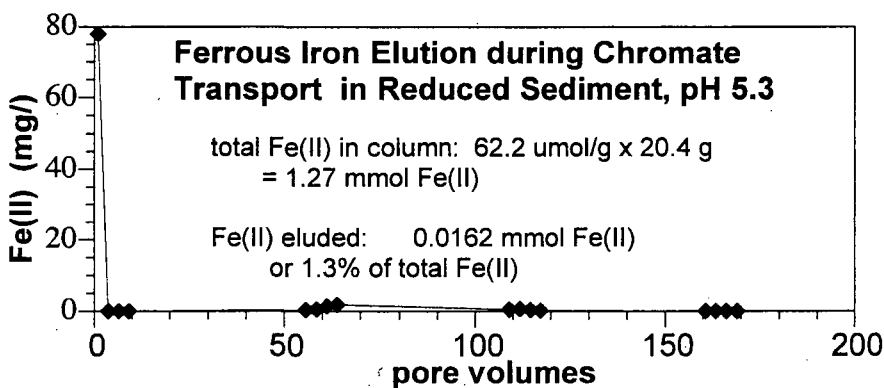 Ferrous Iron Elution during Chromate
Transport in Reduced Sediment, pH 5.3
total Fe(II) in column: 62.2 umol/g x 20.4 g
= 1.27 mmol Fe(II)
Fe(II) eluded: 0.0162 mmol Fe(II)
or 1.3% of total Fe(II)
Fe(II) (mg/)
80
60
40
20
0
0 50 100 150 200
pore volumes